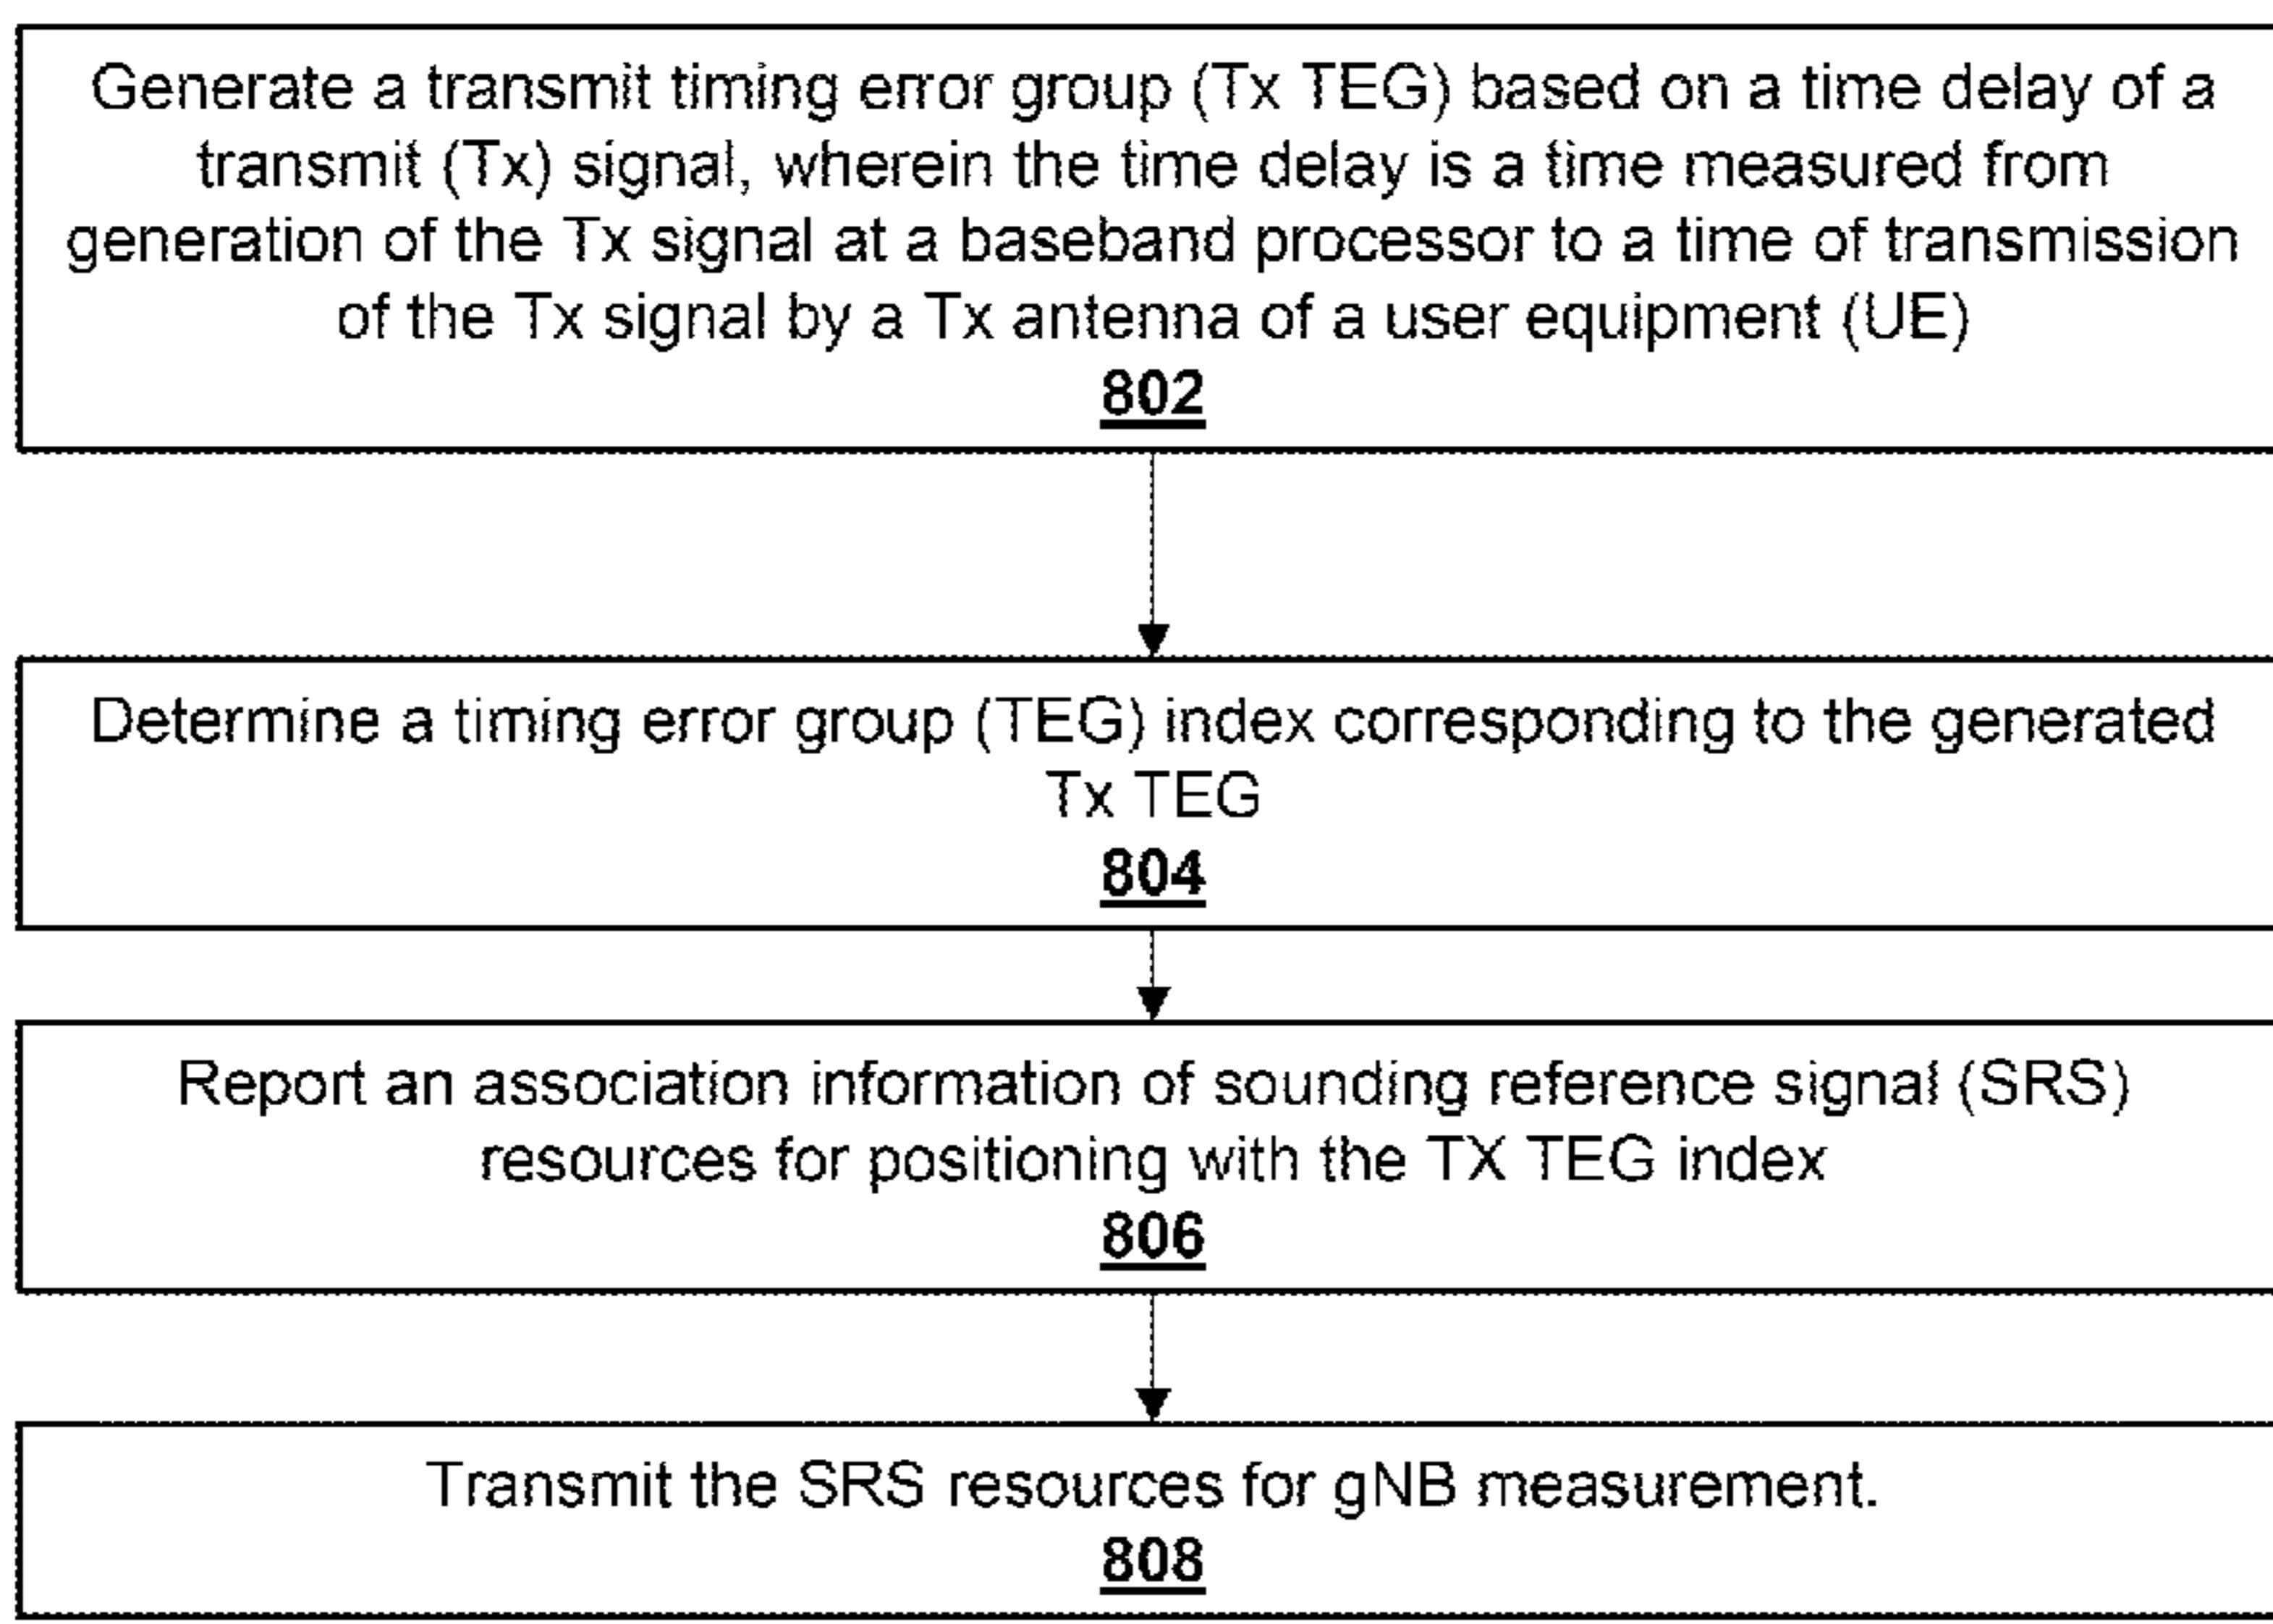 Generate a transmit timing error group (Tx TEG) based on a time delay of a
transmit (Tx) signal, wherein the time delay is a time measured from
generation of the Tx signal at a baseband processor to a time of transmission
of the Tx signal by a Tx antenna of a user equipment (UE)
802
Determine a timing error group (TEG) index corresponding to the generated
Tx TEG
804
Report an association information of sounding reference signal (SRS)
resources for positioning with the TX TEG index
806
Transmit the SRS resources for gNB measurement.
808